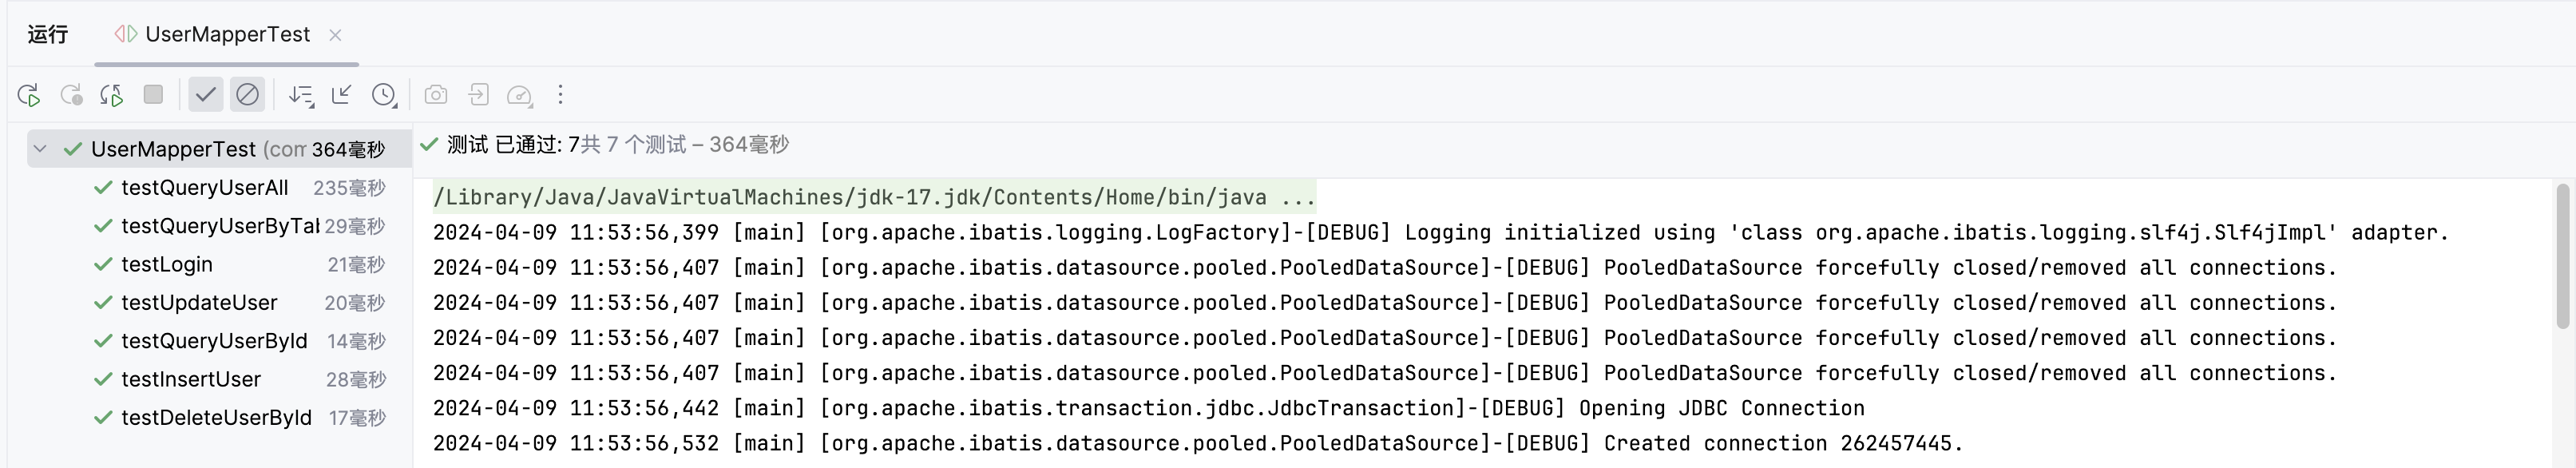 运行 UserMapperTest
UserMapperTest (com 364毫秒
testQueryUserAll 235毫秒
testQueryUserByTab 29毫秒
testLogin 21毫秒
testUpdateUser 20毫秒
testQueryUserById 14毫秒
testInsertUser 28毫秒
testDeleteUserById 17毫秒
测试 已通过: 7共 7 个测试 – 364毫秒
/Library/Java/JavaVirtualMachines/jdk-17.jdk/Contents/Home/bin/java ...
2024-04-09 11:53:56,399 [main] [org.apache.ibatis.logging.LogFactory]-[DEBUG] Logging initialized using 'class org.apache.ibatis.logging.slf4j.Slf4jImpl' adapter.
2024-04-09 11:53:56,407 [main] [org.apache.ibatis.datasource.pooled.PooledDataSource]-[DEBUG] PooledDataSource forcefully closed/removed all connections.
2024-04-09 11:53:56,407 [main] [org.apache.ibatis.datasource.pooled.PooledDataSource]-[DEBUG] PooledDataSource forcefully closed/removed all connections.
2024-04-09 11:53:56,407 [main] [org.apache.ibatis.datasource.pooled.PooledDataSource]-[DEBUG] PooledDataSource forcefully closed/removed all connections.
2024-04-09 11:53:56,407 [main] [org.apache.ibatis.datasource.pooled.PooledDataSource]-[DEBUG] PooledDataSource forcefully closed/removed all connections.
2024-04-09 11:53:56,442 [main] [org.apache.ibatis.transaction.jdbc.JdbcTransaction]-[DEBUG] Opening JDBC Connection
2024-04-09 11:53:56,532 [main] [org.apache.ibatis.datasource.pooled.PooledDataSource]-[DEBUG] Created connection 262457445.